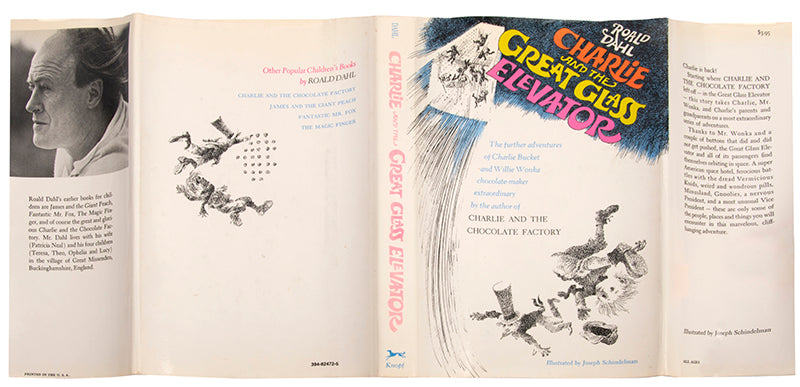 Roald Dahl's earlier books for chil-
dren are James and the Giant Peach,
Fantastic Mr. Fox, The Magic Fin-
ger, and of course the great and glori-
ous Charlie and the Chocolate Fac-
tory. Mr. Dahl lives with his wife
(Patricia Neal) and his four children
(Teresa, Theo, Ophelia and Lucy)
in the village of Great Missenden,
Buckinghamshire, England.
PRINTED IN THE U. S. A.
Other Popular Children's Books
by ROALD DAHL
CHARLIE AND THE CHOCOLATE FACTORY
JAMES AND THE GIANT PEACH
FANTASTIC MR. FOX
THE MAGIC FINGER
394-82472-5
DAHL
CHARLIE AND THE GREAT GLASS ELEVATOR
Knopf
ROALD
DAHL
CHARLIE
AND THE
GREAT GLASS
ELEVATOR
The further adventures
of Charlie Bucket
and Willie Wonka
chocolate-maker
extraordinary
by the author of
CHARLIE AND THE
CHOCOLATE FACTORY
Illustrated by Joseph Schindelman
$3.95
Charlie is back!
Starting where CHARLIE AND
THE CHOCOLATE FACTORY
left off — in the Great Glass Elevator
— this story takes Charlie, Mr.
Wonka, and Charlie's parents and
grandparents on a most extraordinary
series of adventures.
Thanks to Mr. Wonka and a
couple of buttons that did and did
not get pushed, the Great Glass Ele-
vator and all of its passengers find
themselves orbiting in space. A super
American space hotel, ferocious bat-
tles with the dread Vermicious
Knids, weird and wondrous pills,
Minusland, Gnoolies, a nervous
President, and a most unusual Vice
President — these are only some of
the people, places and things you will
encounter in this marvelous, cliff-
hanging adventure.
Illustrated by Joseph Schindelman
ALL AGES